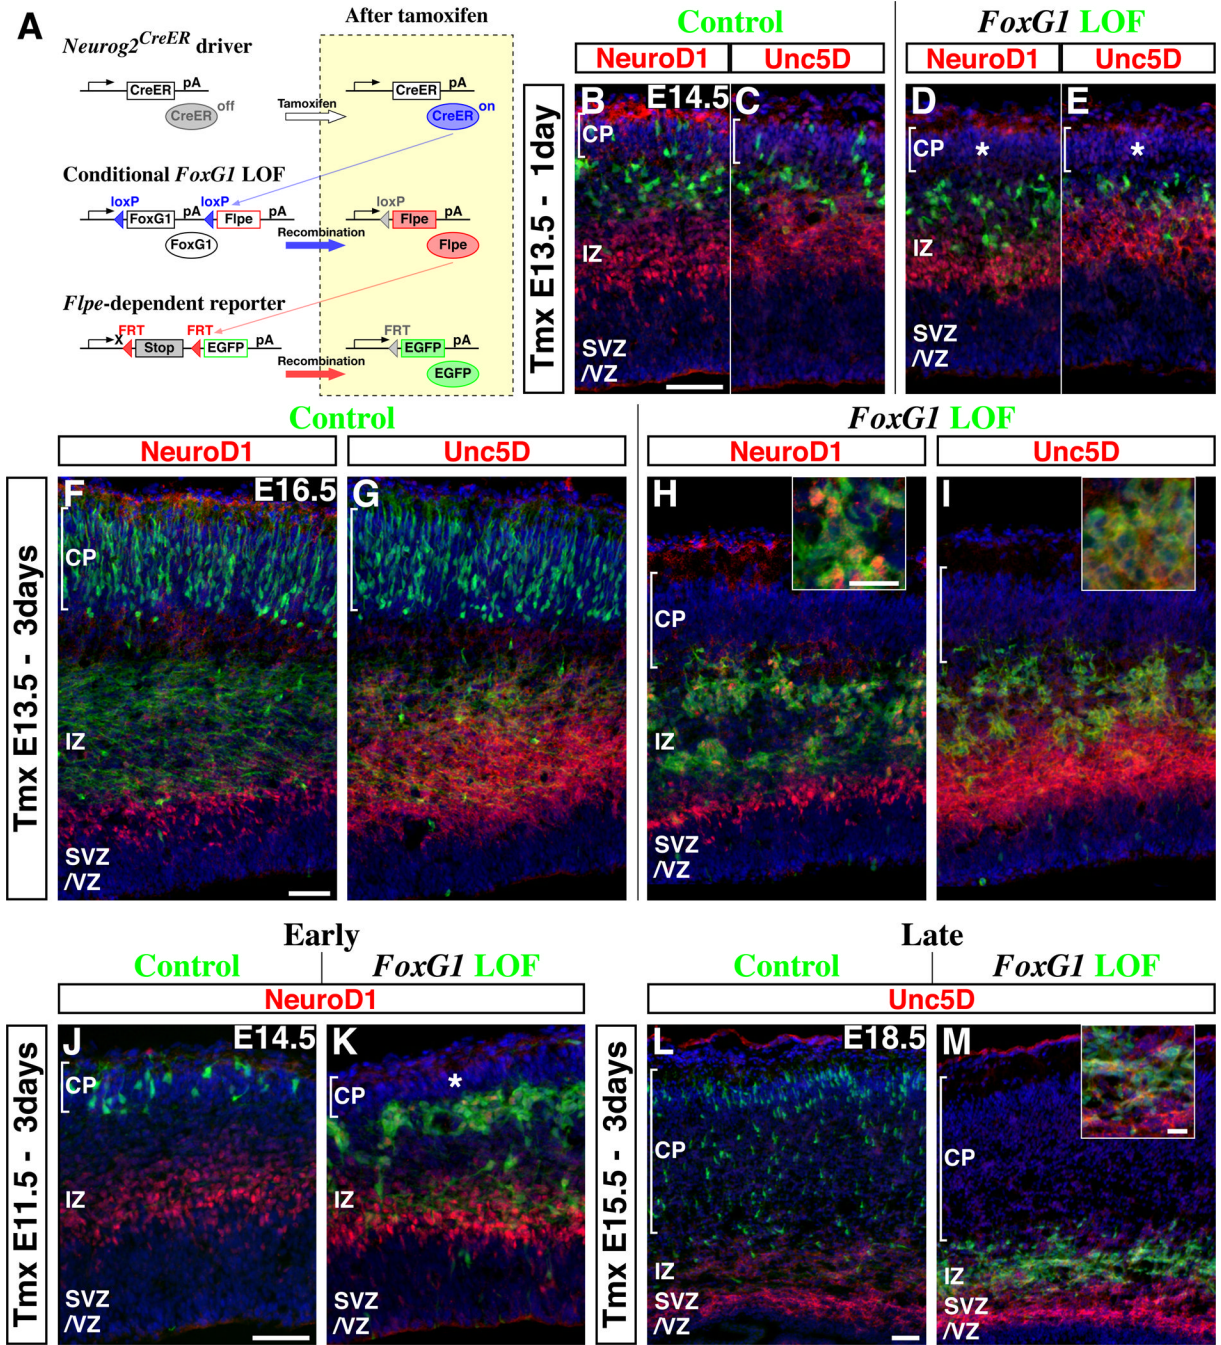 A
After tamoxifen
Neurog2CreER driver
CreER pA
CreER off
Tamoxifen
CreER pA
CreER on
Conditional FoxG1 LOF
loxP pA loxP pA
FoxG1 Flpe
FoxG1
Recombination
loxP pA
Flpe
Flpe
Flpe-dependent reporter
FRT FRT pA
X Stop EGFP
Recombination
FRT pA
EGFP
EGFP
Control FoxG1 LOF
NeuroD1 Unc5D NeuroD1 Unc5D
Tmx E13.5 - 1day
B E14.5 C D E
CP CP * *
IZ IZ
SVZ SVZ
/VZ /VZ
Control FoxG1 LOF
NeuroD1 Unc5D NeuroD1 Unc5D
Tmx E13.5 - 3days
F E16.5 G H I
CP CP
IZ IZ
SVZ SVZ
/VZ /VZ
Early Late
Control FoxG1 LOF Control FoxG1 LOF
NeuroD1 Unc5D
Tmx E11.5 - 3days
J E14.5 K
CP CP *
IZ IZ
SVZ SVZ
/VZ /VZ
Tmx E15.5 - 3days
L E18.5 M
CP CP
IZ IZ
SVZ SVZ
/VZ /VZ